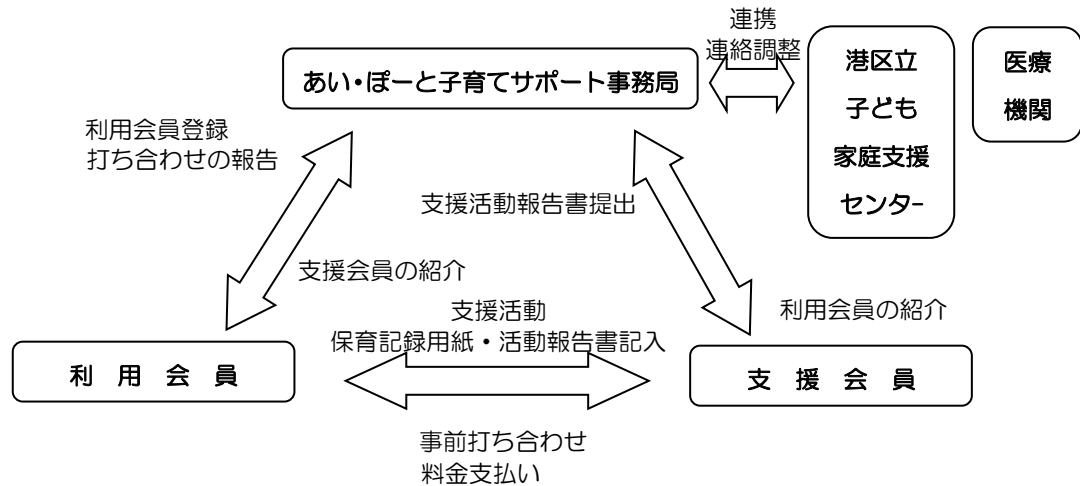 連携
連絡調整
あい・ぽーと子育てサポート事務局
港区立
子ども
家庭支援
センター
医療
機関
利用会員登録
打ち合わせの報告
支援活動報告書提出
支援会員の紹介
利用会員の紹介
支援活動
保育記録用紙・活動報告書記入
利 用 会 員
支 援 会 員
事前打ち合わせ
料金支払い